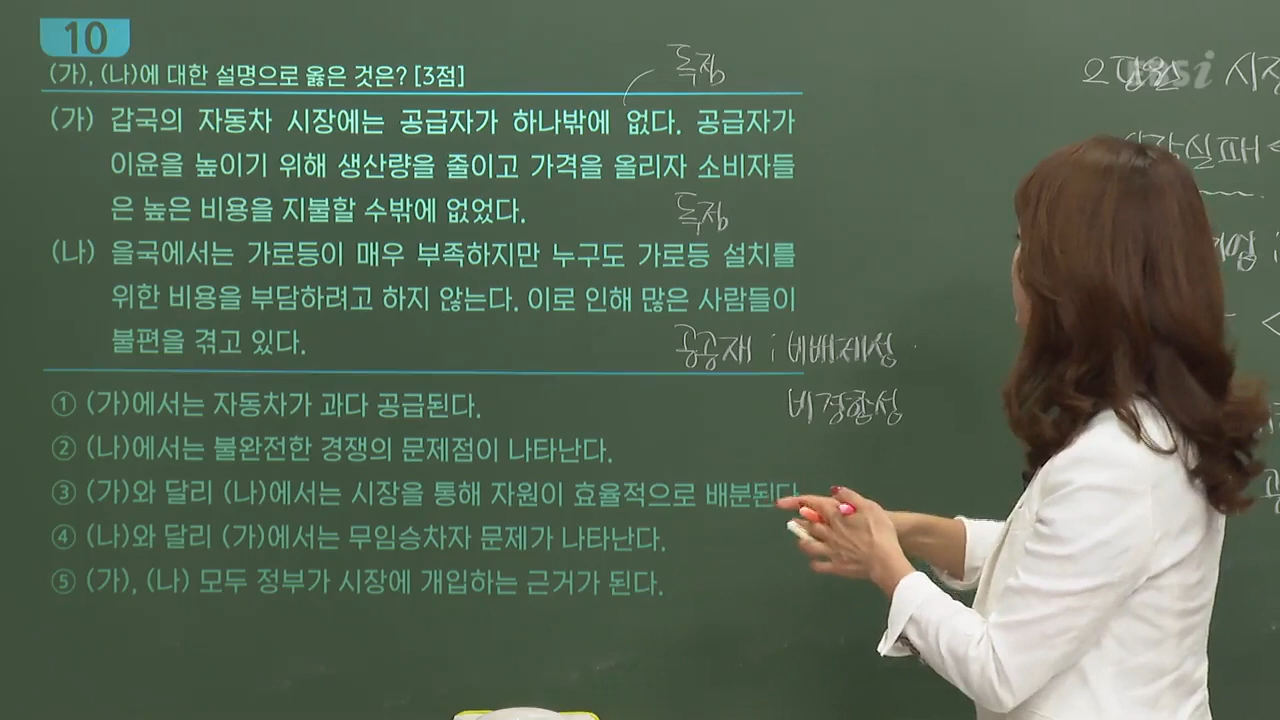 10
(가), (나)에 대한 설명으로 옳은 것은? [3점]
독점
(가) 갑국의 자동차 시장에는 공급자가 하나밖에 없다. 공급자가
이윤을 높이기 위해 생산량을 줄이고 가격을 올리자 소비자들
은 높은 비용을 지불할 수밖에 없었다.
독점
(나) 을국에서는 가로등이 매우 부족하지만 누구도 가로등 설치를
위한 비용을 부담하려고 하지 않는다. 이로 인해 많은 사람들이
불편을 겪고 있다.
공공재 : 비배제성
비경합성
① (가)에서는 자동차가 과다 공급된다.
② (나)에서는 불완전한 경쟁의 문제점이 나타난다.
③ (가)와 달리 (나)에서는 시장을 통해 자원이 효율적으로 배분된다.
④ (나)와 달리 (가)에서는 무임승차자 문제가 나타난다.
⑤ (가), (나) 모두 정부가 시장에 개입하는 근거가 된다.
실패